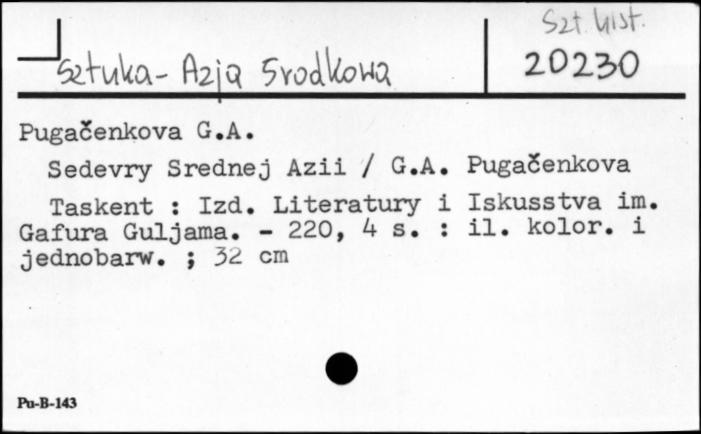 Szt. hist.
Sztuka - Azja Środkowa
20230
Pugačenkova G.A.
Sedevry Srednej Azii / G.A. Pugačenkova
Taskent : Izd. Literatury i Iskusstva im.
Gafura Guljama. - 220, 4 s. : il. kolor. i
jednobarw. ; 32 cm
Pu-B-143